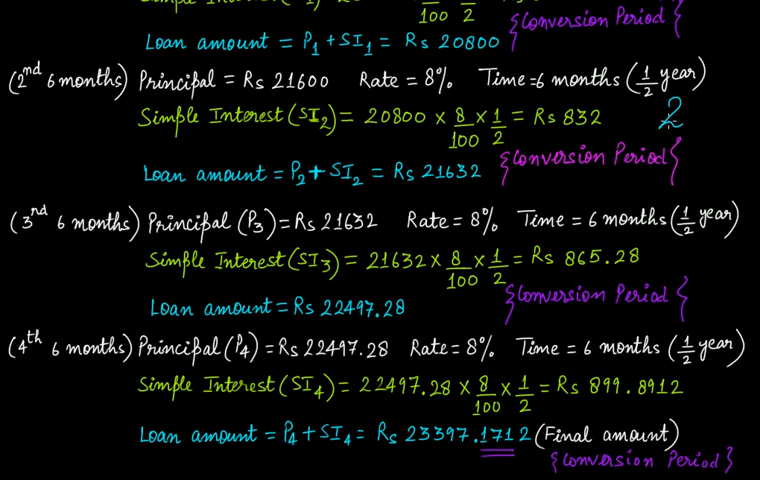 100 2
Loan amount = P₁ + SI₁ = Rs 20800 {Conversion Period}
(2nd 6 months) Principal = Rs 21600 Rate = 8% Time = 6 months (1/2 year)
Simple Interest (SI₂) = 20800 × 8/100 × 1/2 = Rs 832 2
Loan amount = P₂ + SI₂ = Rs 21632 {Conversion Period}
(3nd 6 months) Principal (P₃) = Rs 21632 Rate = 8% Time = 6 months (1/2 year)
Simple Interest (SI₃) = 21632 × 8/100 × 1/2 = Rs 865.28
Loan amount = Rs 22497.28 {Conversion Period}
(4th 6 months) Principal (P₄) = Rs 22497.28 Rate = 8% Time = 6 months (1/2 year)
Simple Interest (SI₄) = 22497.28 × 8/100 × 1/2 = Rs 899.8912
Loan amount = P₄ + SI₄ = Rs 23397.1712 (Final amount)
{Conversion Period}